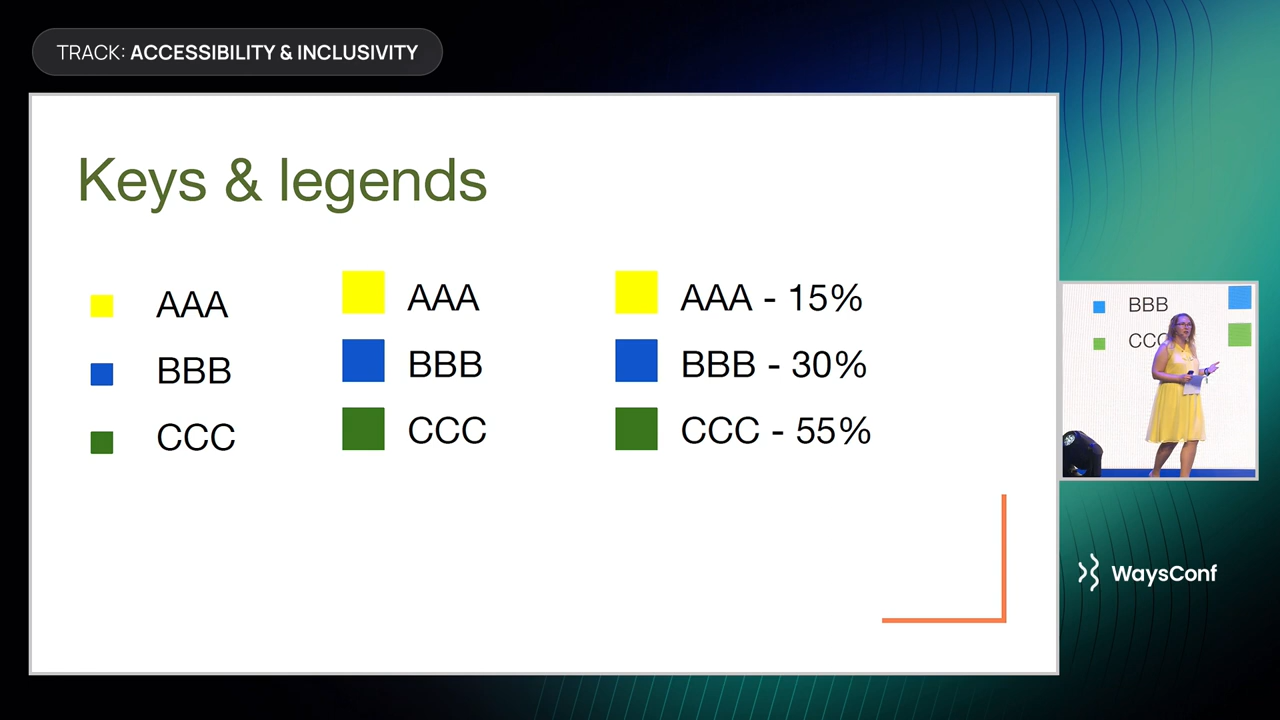 TRACK: ACCESSIBILITY & INCLUSIVITY
Keys & legends
AAA AAA AAA - 15%
BBB BBB BBB - 30%
CCC CCC CCC - 55%
BBB
CCC
WaysConf